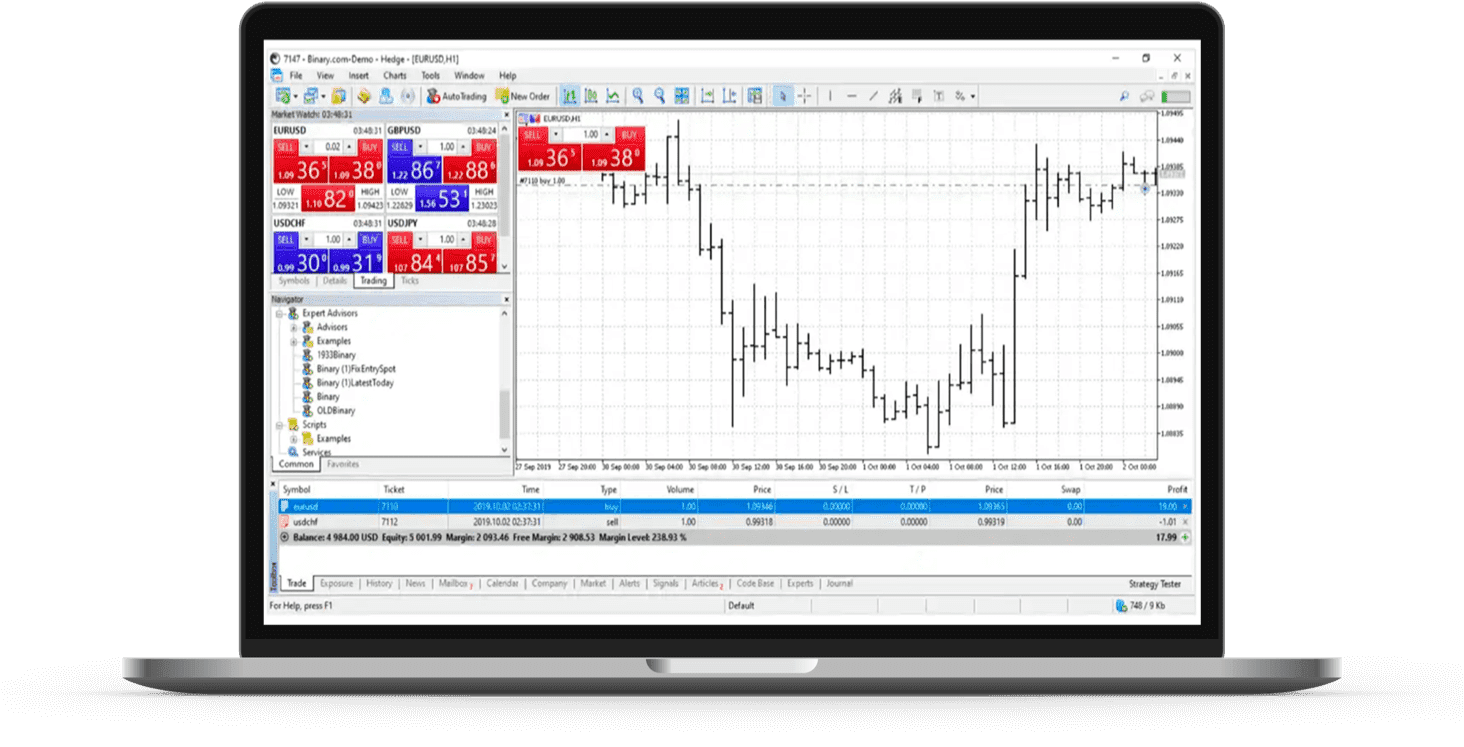 7147 - Binary.com-Demo - Hedge - [EURUSD,H1]
File View Insert Charts Tools Window Help
AutoTrading New Order
Market Watch: 03:48:31
EURUSD 03:48:31 GBPUSD 03:48:24
SELL 0.02 BUY SELL 1.00 BUY
1.09 36 5 1.09 38 0 1.22 86 7 1.22 88 6
LOW HIGH LOW HIGH
1.09321 1.10 82 0 1.09423 1.22829 1.56 53 1 1.23023
USDCHF 03:48:31 USDJPY 03:48:28
SELL 1.00 BUY SELL 1.00 BUY
0.99 30 0 0.99 31 9 107 84 4 107 85 7
Symbols Details Trading Ticks
Navigator
Expert Advisors
Advisors
Examples
1933Binary
Binary (1)FixEntrySpot
Binary (1)LatestToday
Binary
OLDBinary
Scripts
Examples
Services
Common Favorites
EURUSD,H1
SELL 1.00 BUY
1.09 36 5 1.09 38 0
#7110 buy 1.00
1.09495
1.09440
1.09385
1.09330
1.09275
1.09220
1.09165
1.09110
1.09055
1.09000
1.08945
1.08890
1.08835
27 Sep 2019 27 Sep 20:00 30 Sep 00:00 30 Sep 04:00 30 Sep 08:00 30 Sep 12:00 30 Sep 16:00 30 Sep 20:00 1 Oct 00:00 1 Oct 04:00 1 Oct 08:00 1 Oct 12:00 1 Oct 16:00 1 Oct 20:00 2 Oct 00:00
Symbol Ticket Time Type Volume Price S / L T / P Price Swap Profit
eurusd 7110 2019.10.02 02:37:31 buy 1.00 1.09346 0.00000 0.00000 1.09365 0.00 19.00
usdchf 7112 2019.10.02 02:37:31 sell 1.00 0.99318 0.00000 0.00000 0.99319 0.00 -1.01
Balance: 4 984.00 USD Equity: 5 001.99 Margin: 2 093.46 Free Margin: 2 908.53 Margin Level: 238.93 % 17.99
Toolbox
Trade Exposure History News Mailbox 7 Calendar Company Market Alerts Signals Articles 2 Code Base Experts Journal Strategy Tester
For Help, press F1 Default 748 / 9 Kb